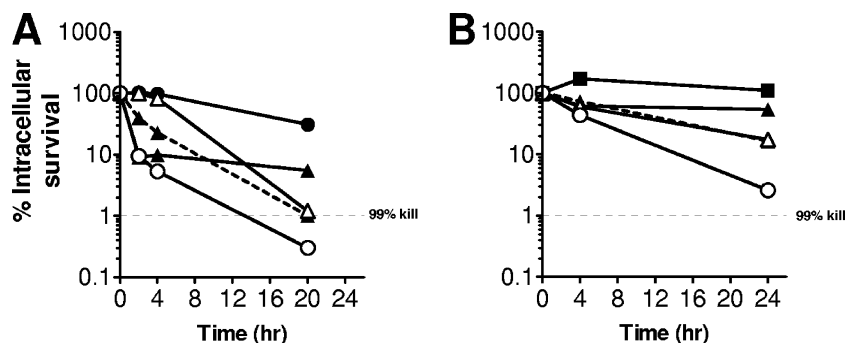 A
B
% Intracellular
survival
1000
100
10
1
0.1
99% kill
0 4 8 12 16 20 24
Time (hr)
1000
100
10
1
0.1
99% kill
0 4 8 12 16 20 24
Time (hr)